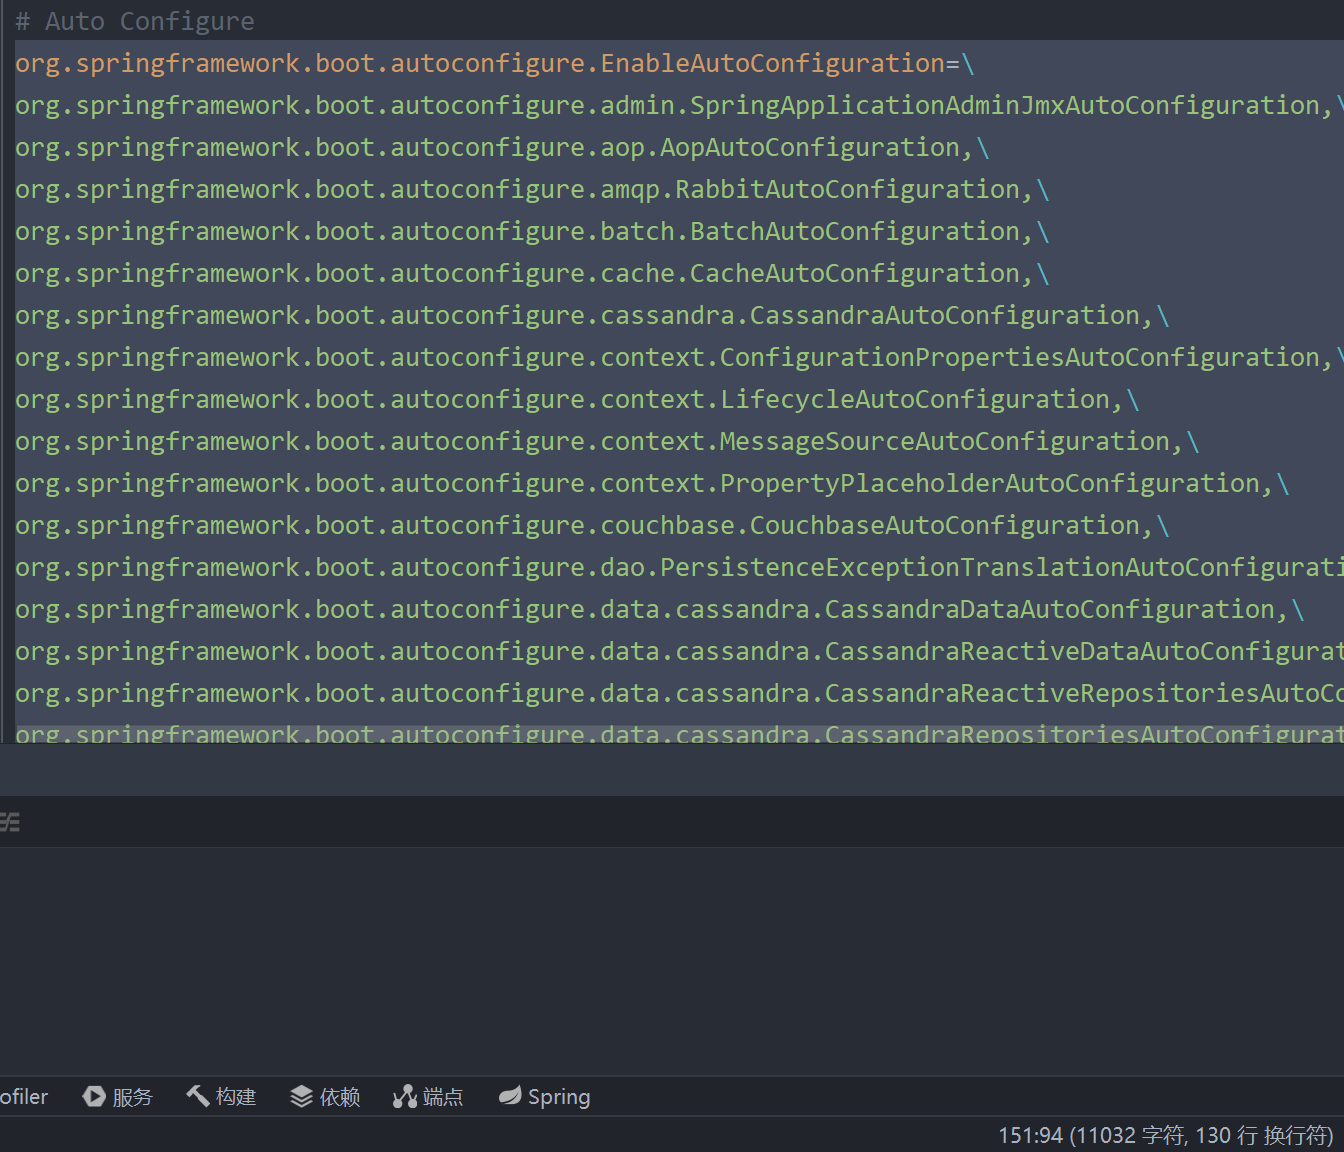 # Auto Configure
org.springframework.boot.autoconfigure.EnableAutoConfiguration=\
org.springframework.boot.autoconfigure.admin.SpringApplicationAdminJmxAutoConfiguration,\
org.springframework.boot.autoconfigure.aop.AopAutoConfiguration,\
org.springframework.boot.autoconfigure.amqp.RabbitAutoConfiguration,\
org.springframework.boot.autoconfigure.batch.BatchAutoConfiguration,\
org.springframework.boot.autoconfigure.cache.CacheAutoConfiguration,\
org.springframework.boot.autoconfigure.cassandra.CassandraAutoConfiguration,\
org.springframework.boot.autoconfigure.context.ConfigurationPropertiesAutoConfiguration,\
org.springframework.boot.autoconfigure.context.LifecycleAutoConfiguration,\
org.springframework.boot.autoconfigure.context.MessageSourceAutoConfiguration,\
org.springframework.boot.autoconfigure.context.PropertyPlaceholderAutoConfiguration,\
org.springframework.boot.autoconfigure.couchbase.CouchbaseAutoConfiguration,\
org.springframework.boot.autoconfigure.dao.PersistenceExceptionTranslationAutoConfigurati
org.springframework.boot.autoconfigure.data.cassandra.CassandraDataAutoConfiguration,\
org.springframework.boot.autoconfigure.data.cassandra.CassandraReactiveDataAutoConfigurat
org.springframework.boot.autoconfigure.data.cassandra.CassandraReactiveRepositoriesAutoCo
org.springframework.boot.autoconfigure.data.cassandra.CassandraRepositoriesAutoConfigurat
ofiler 服务 构建 依赖 端点 Spring
151:94 (11032 字符, 130 行 换行符)